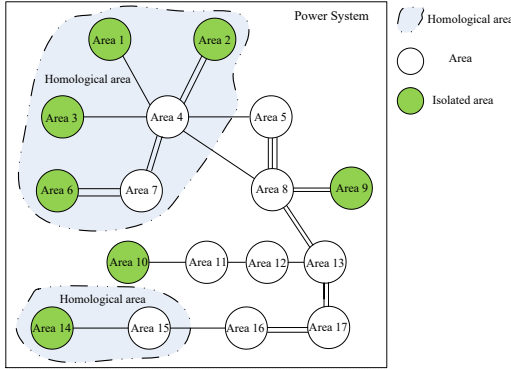 Power System
Homological area
Area 1
Area 2
Area
Homological area
Isolated area
Area 3
Area 4
Area 5
Area 6
Area 7
Area 8
Area 9
Area 10
Area 11
Area 12
Area 13
Homological area
Area 14
Area 15
Area 16
Area 17